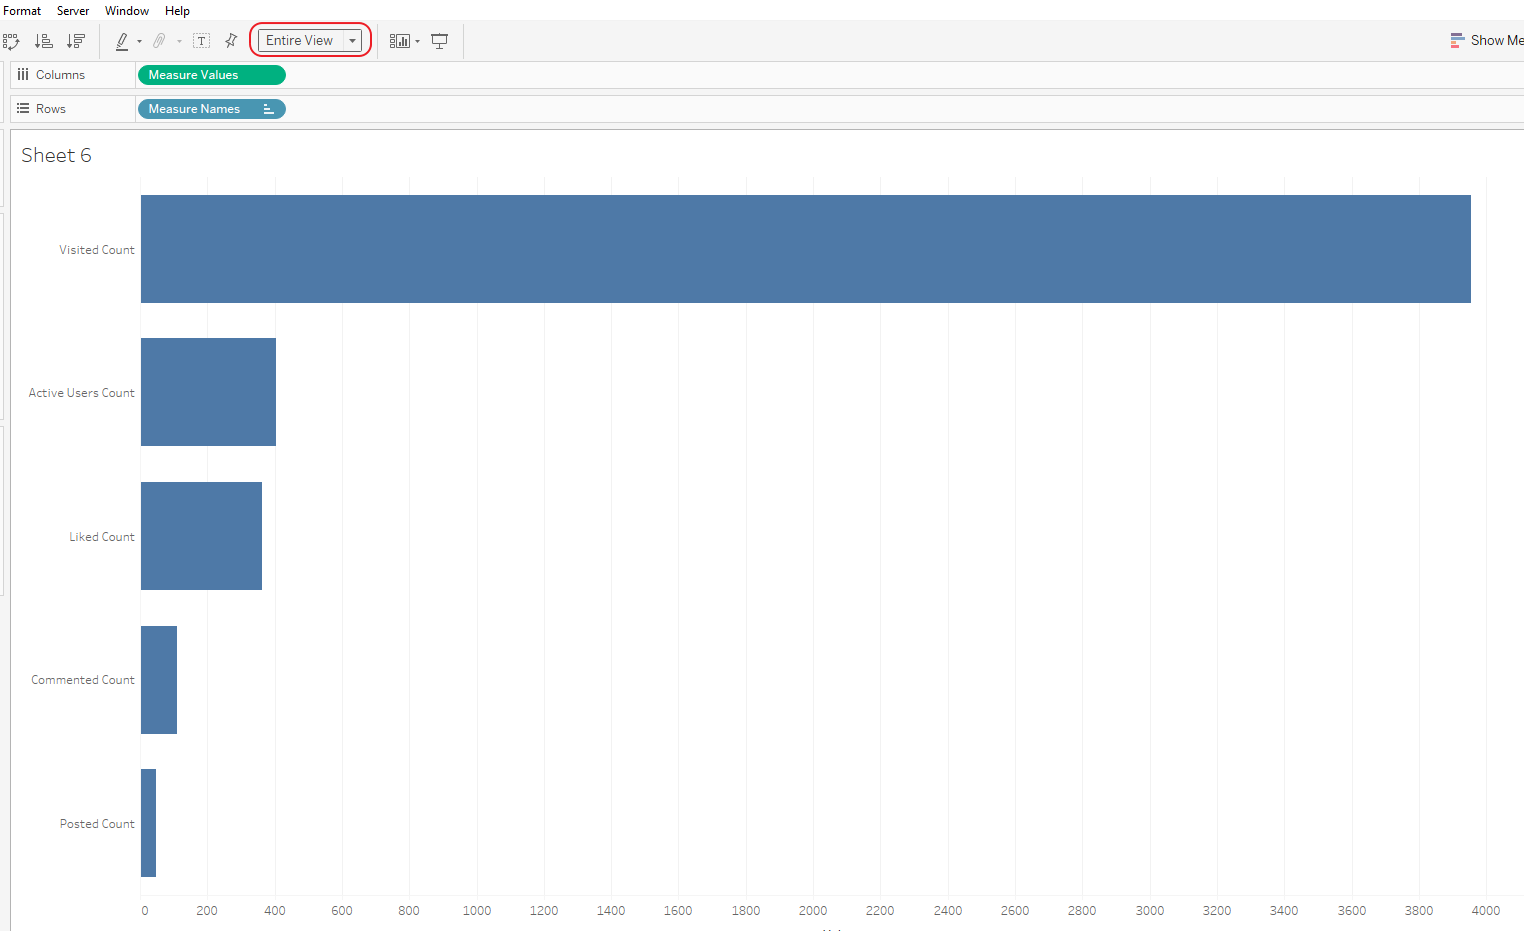 Format Server Window Help
Entire View
Show Me
Columns Measure Values
Rows Measure Names
Sheet 6
Visited Count
Active Users Count
Liked Count
Commented Count
Posted Count
0 200 400 600 800 1000 1200 1400 1600 1800 2000 2200 2400 2600 2800 3000 3200 3400 3600 3800 4000